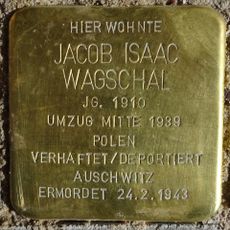 HIER WOHNTE
JACOB ISAAC
WAGSCHAL
JG. 1910
UMZUG MITTE 1939
POLEN
VERHAFTET/DEPORTIERT
AUSCHWITZ
ERMORDET 24.2.1943